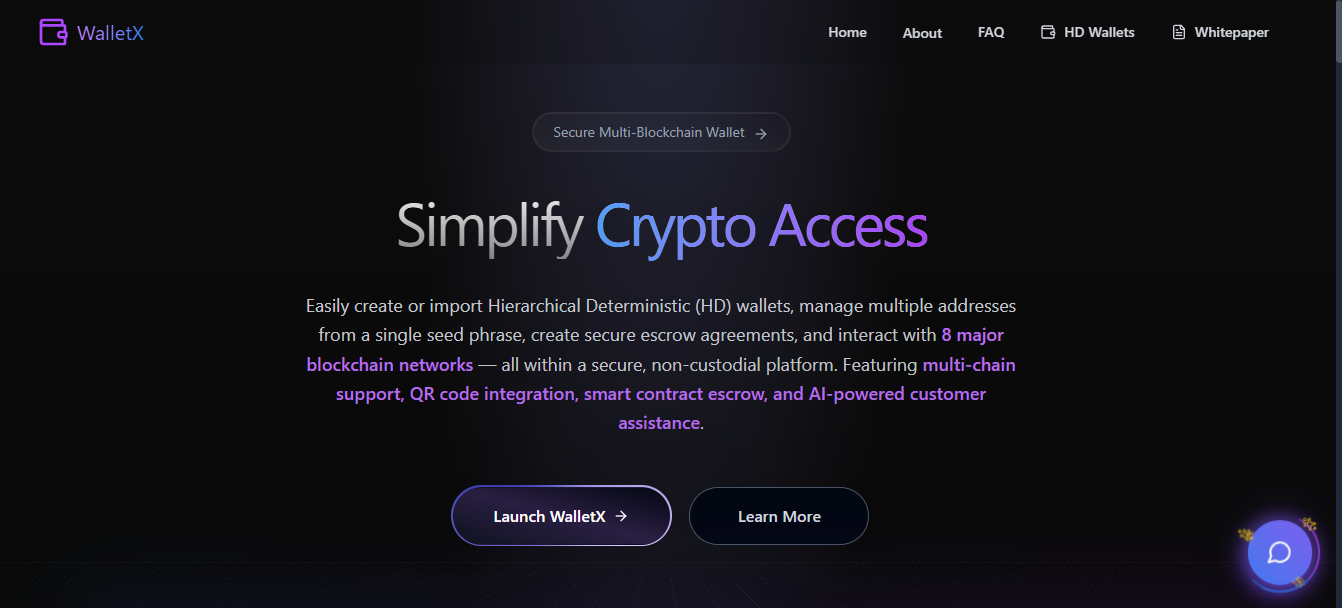 WalletX
Home
About
FAQ
HD Wallets
Whitepaper
Secure Multi-Blockchain Wallet
Simplify Crypto Access
Easily create or import Hierarchical Deterministic (HD) wallets, manage multiple addresses
from a single seed phrase, create secure escrow agreements, and interact with 8 major
blockchain networks — all within a secure, non-custodial platform. Featuring multi-chain
support, QR code integration, smart contract escrow, and AI-powered customer
assistance.
Launch WalletX
Learn More